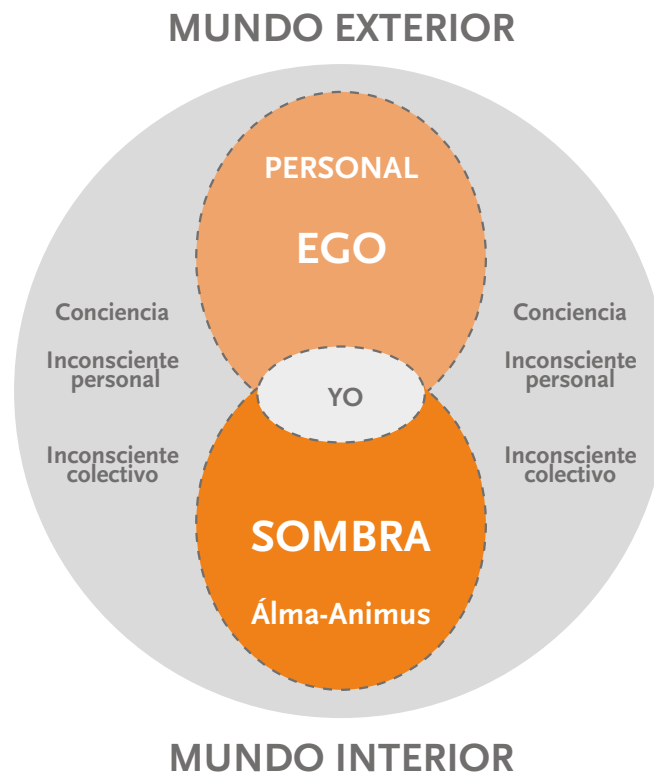 MUNDO EXTERIOR
PERSONAL
EGO
Conciencia
Conciencia
Inconsciente
personal
Inconsciente
personal
YO
Inconsciente
colectivo
Inconsciente
colectivo
SOMBRA
Álma-Animus
MUNDO INTERIOR